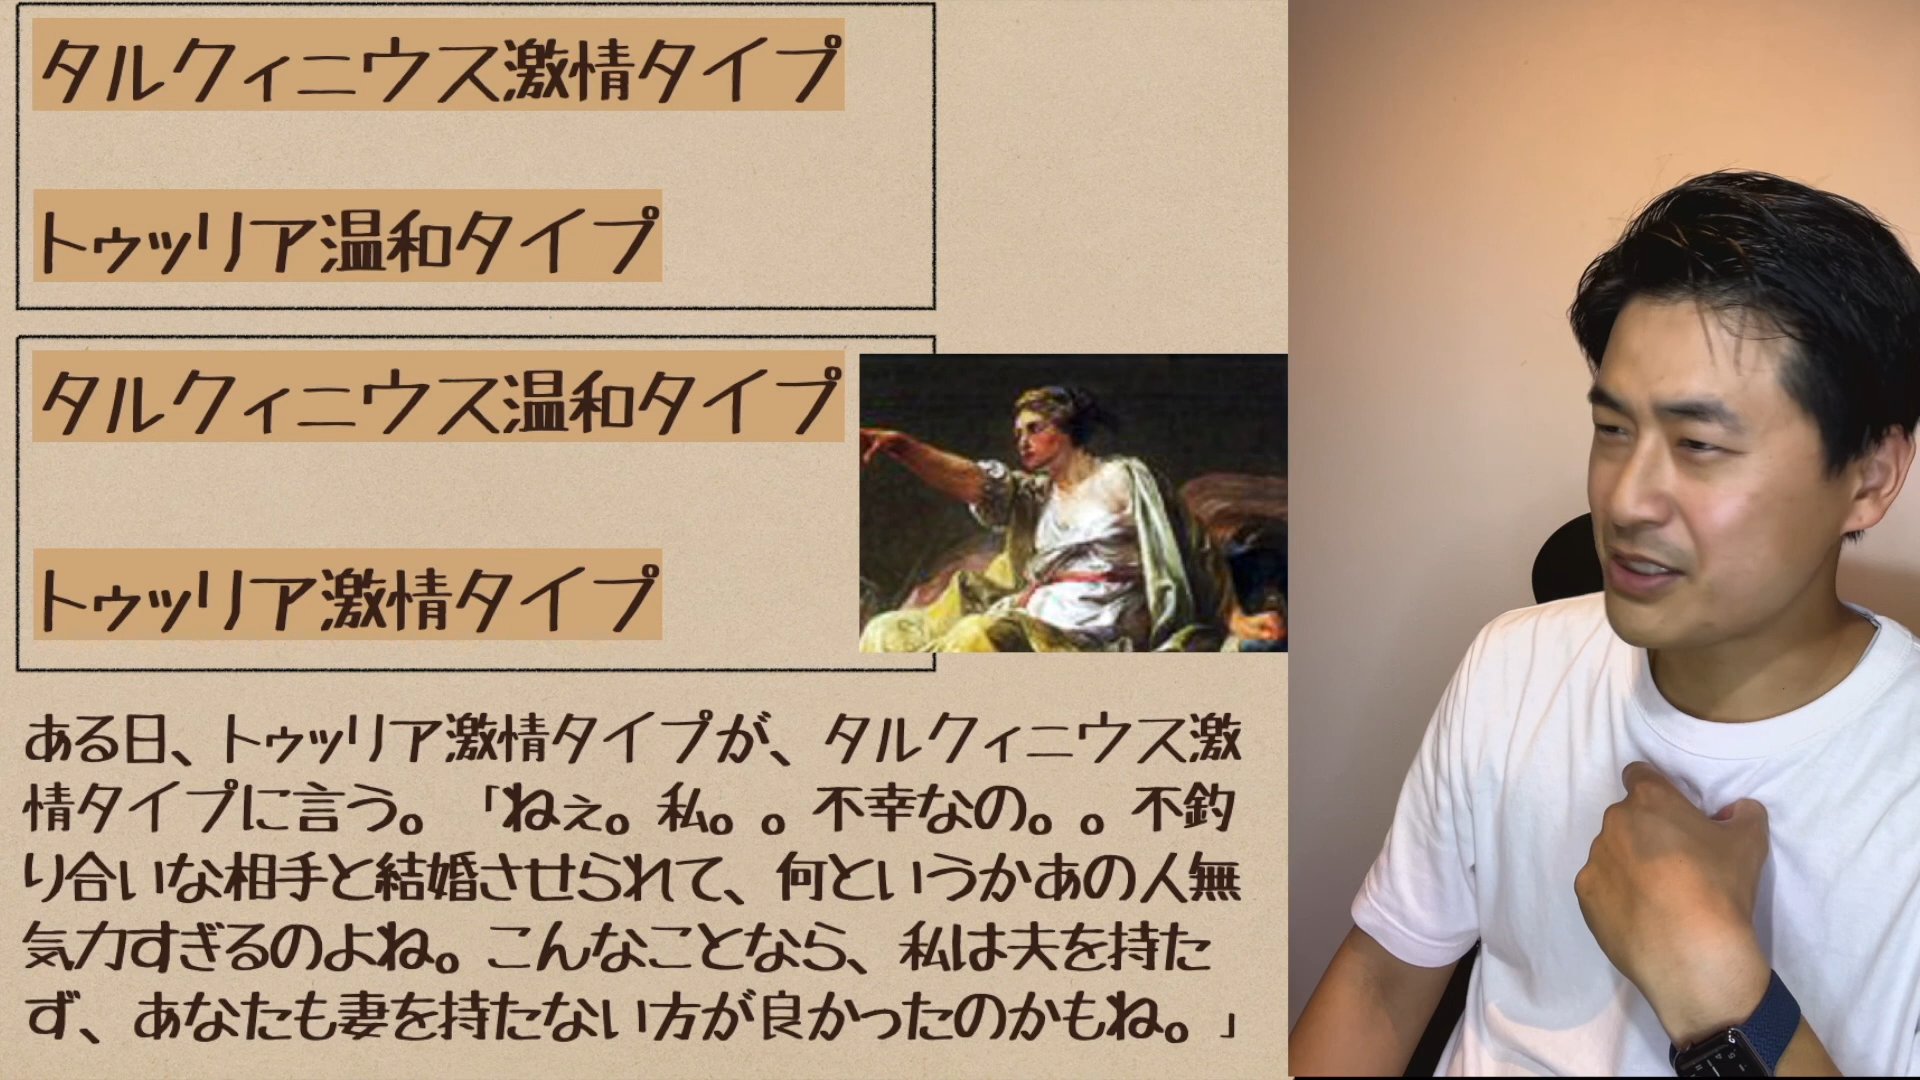 タルクィニウス激情タイプ
トゥッリア温和タイプ
タルクィニウス温和タイプ
トゥッリア激情タイプ
ある日、トゥッリア激情タイプが、タルクィニウス激
情タイプに言う。「ねぇ。私。。不幸なの。。不釣
り合いな相手と結婚させられて、何というかあの人無
気力すぎるのよね。こんなことなら、私は夫を持た
ず、あなたも妻を持たない方が良かったのかもね。」